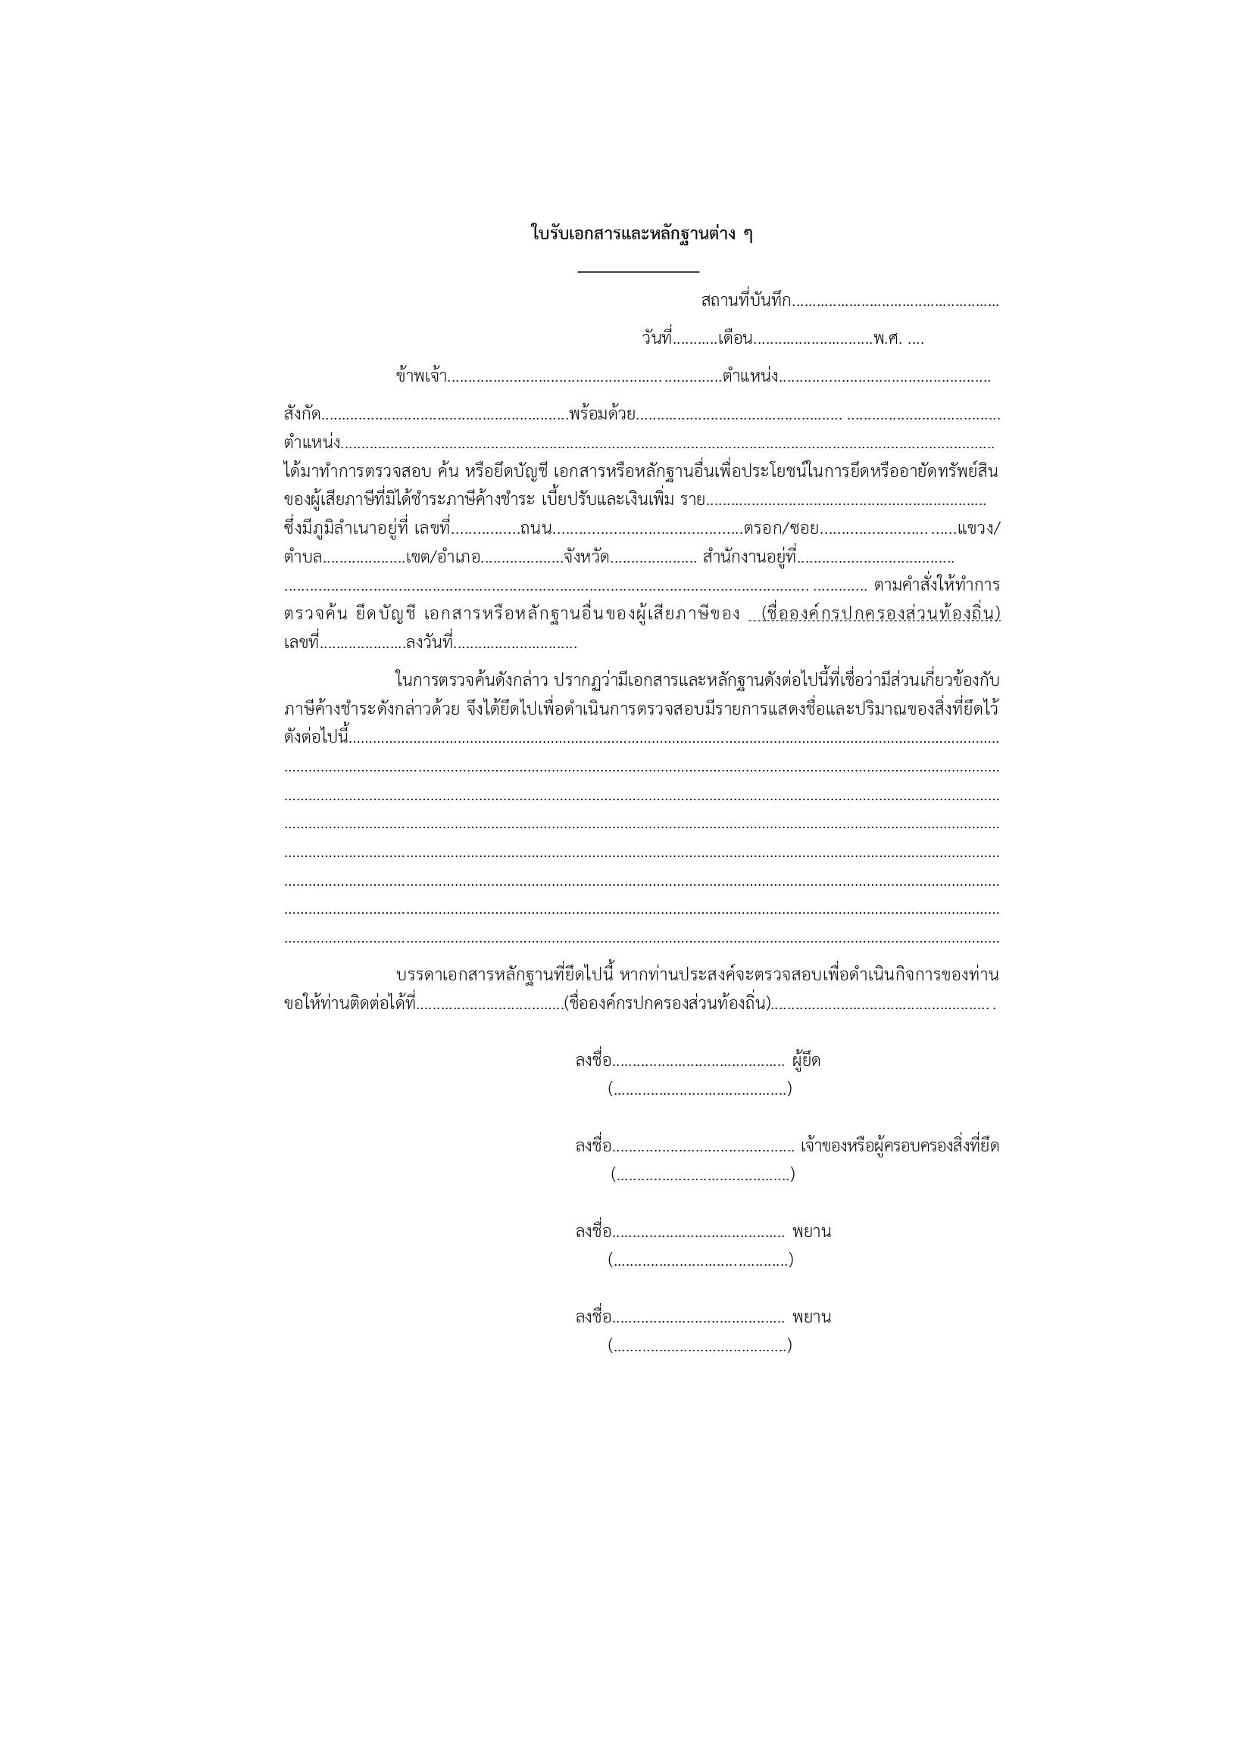 ใบรับเอกสารและหลักฐานต่าง ๆ
สถานที่บันทึก...................................................
วันที่...........เดือน.............................พ.ศ. ....
ข้าพเจ้า...................................................................ตำแหน่ง....................................................
สังกัด............................................................พร้อมด้วย.................................................. .....................................
ตำแหน่ง..............................................................................................................................................................
ได้มาทำการตรวจสอบ ค้น หรือยึดบัญชี เอกสารหรือหลักฐานอื่นเพื่อประโยชน์ในการยึดหรืออายัดทรัพย์สิน
ของผู้เสียภาษีที่มิได้ชำระภาษีค้างชำระ เบี้ยปรับและเงินเพิ่ม ราย....................................................................
ซึ่งมีภูมิลำเนาอยู่ที่ เลขที่.................ถนน..............................................ตรอก/ซอย.......................... ......แขวง/
ตำบล....................เขต/อำเภอ....................จังหวัด..................... สำนักงานอยู่ที่......................................
............................................................................................................................... ............. ตามคำสั่งให้ทำการ
ตรวจค้น ยึดบัญชี เอกสารหรือหลักฐานอื่นของผู้เสียภาษีของ ...(ชื่อองค์กรปกครองส่วนท้องถิ่น)
เลขที่.....................ลงวันที่..............................
ในการตรวจค้นดังกล่าว ปรากฏว่ามีเอกสารและหลักฐานดังต่อไปนี้ที่เชื่อว่ามีส่วนเกี่ยวข้องกับ
ภาษีค้างชำระดังกล่าวด้วย จึงได้ยึดไปเพื่อดำเนินการตรวจสอบมีรายการแสดงชื่อและปริมาณของสิ่งที่ยึดไว้
ดังต่อไปนี้.................................................................................................................................................................
.................................................................................................................................................................................
.................................................................................................................................................................................
.................................................................................................................................................................................
.................................................................................................................................................................................
.................................................................................................................................................................................
.................................................................................................................................................................................
.................................................................................................................................................................................
บรรดาเอกสารหลักฐานที่ยึดไปนี้ หากท่านประสงค์จะตรวจสอบเพื่อดำเนินกิจการของท่าน
ขอให้ท่านติดต่อได้ที่....................................(ชื่อองค์กรปกครองส่วนท้องถิ่น)..................................................... .
ลงชื่อ.......................................... ผู้ยึด
(..........................................)
ลงชื่อ............................................ เจ้าของหรือผู้ครอบครองสิ่งที่ยึด
(..........................................)
ลงชื่อ.......................................... พยาน
(..........................................)
ลงชื่อ.......................................... พยาน
(..........................................)